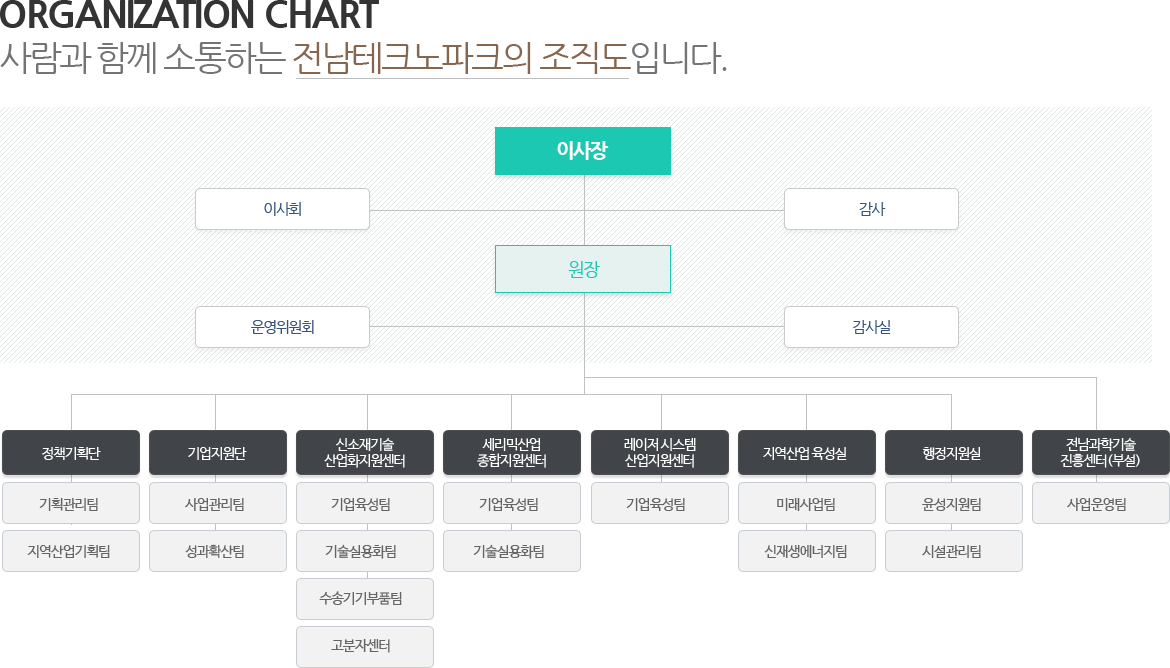 ORGANIZATION CHART
사람과 함께 소통하는 전남테크노파크의 조직도입니다.
이사장
이사회
감사
원장
운영위원회
감사실
정책기획단
기업지원단
신소재기술
산업화지원센터
세리믹산업
종합지원센터
레이저 시스템
산업지원센터
지역산업 육성실
행정지원실
전남과학기술
진흥센터(부설)
기획관리팀
사업관리팀
기업육성팀
기업육성팀
기업육성팀
미래사업팀
윤성지원팀
사업운영팀
지역산업기획팀
성과확산팀
기술실용화팀
기술실용화팀
신재생에너지팀
시설관리팀
수송기기부품팀
고분자센터